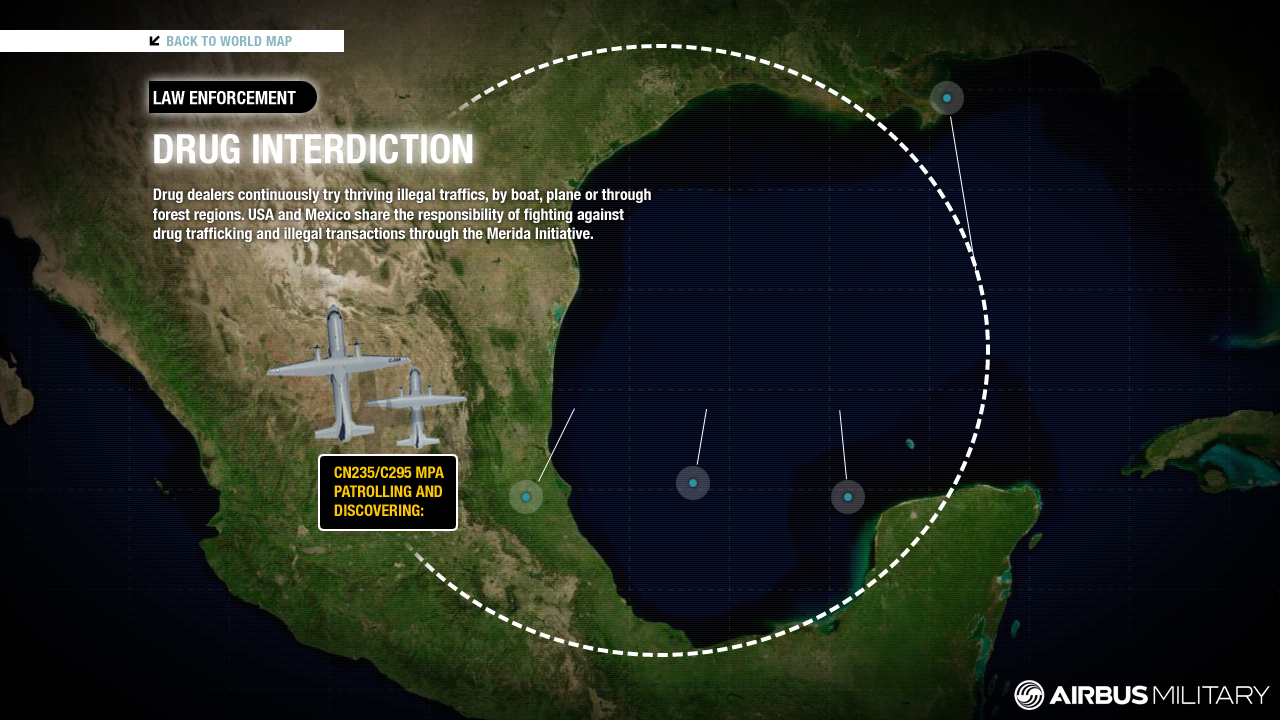 BACK TO WORLD MAP
LAW ENFORCEMENT
DRUG INTERDICTION
Drug dealers continuously try thriving illegal traffics, by boat, plane or through
forest regions. USA and Mexico share the responsibility of fighting against
drug trafficking and illegal transactions through the Merida Initiative.
CN235/C295 MPA
PATROLLING AND
DISCOVERING:
AIRBUS MILITARY